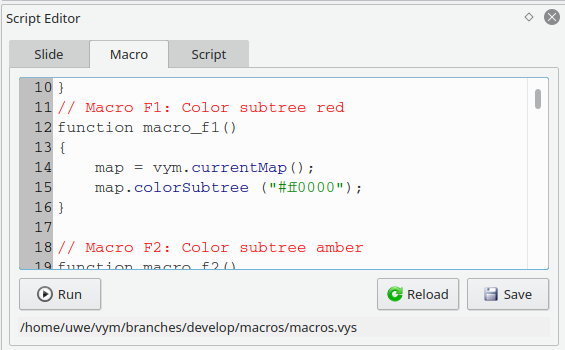 Script Editor
Slide Macro Script
10 }
11 // Macro F1: Color subtree red
12 function macro_f1()
13 {
14     map = vym.currentMap();
15     map.colorSubtree ("#ff0000");
16 }
17
18 // Macro F2: Color subtree amber
19 function macro_f2()
Run Reload Save
/home/uwe/vym/branches/develop/macros/macros.vys